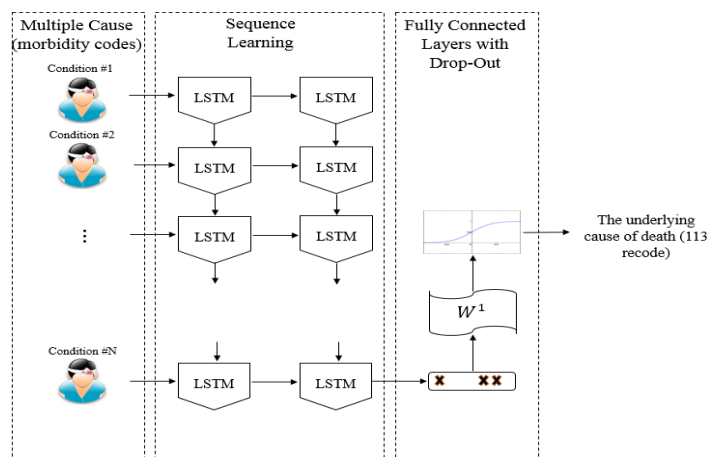 Multiple Cause
(morbidity codes)
Sequence
Learning
Fully Connected
Layers with
Drop-Out
Condition #1
LSTM
LSTM
Condition #2
LSTM
LSTM
...
LSTM
LSTM
The underlying
cause of death (113
recode)
W¹
Condition #N
LSTM
LSTM